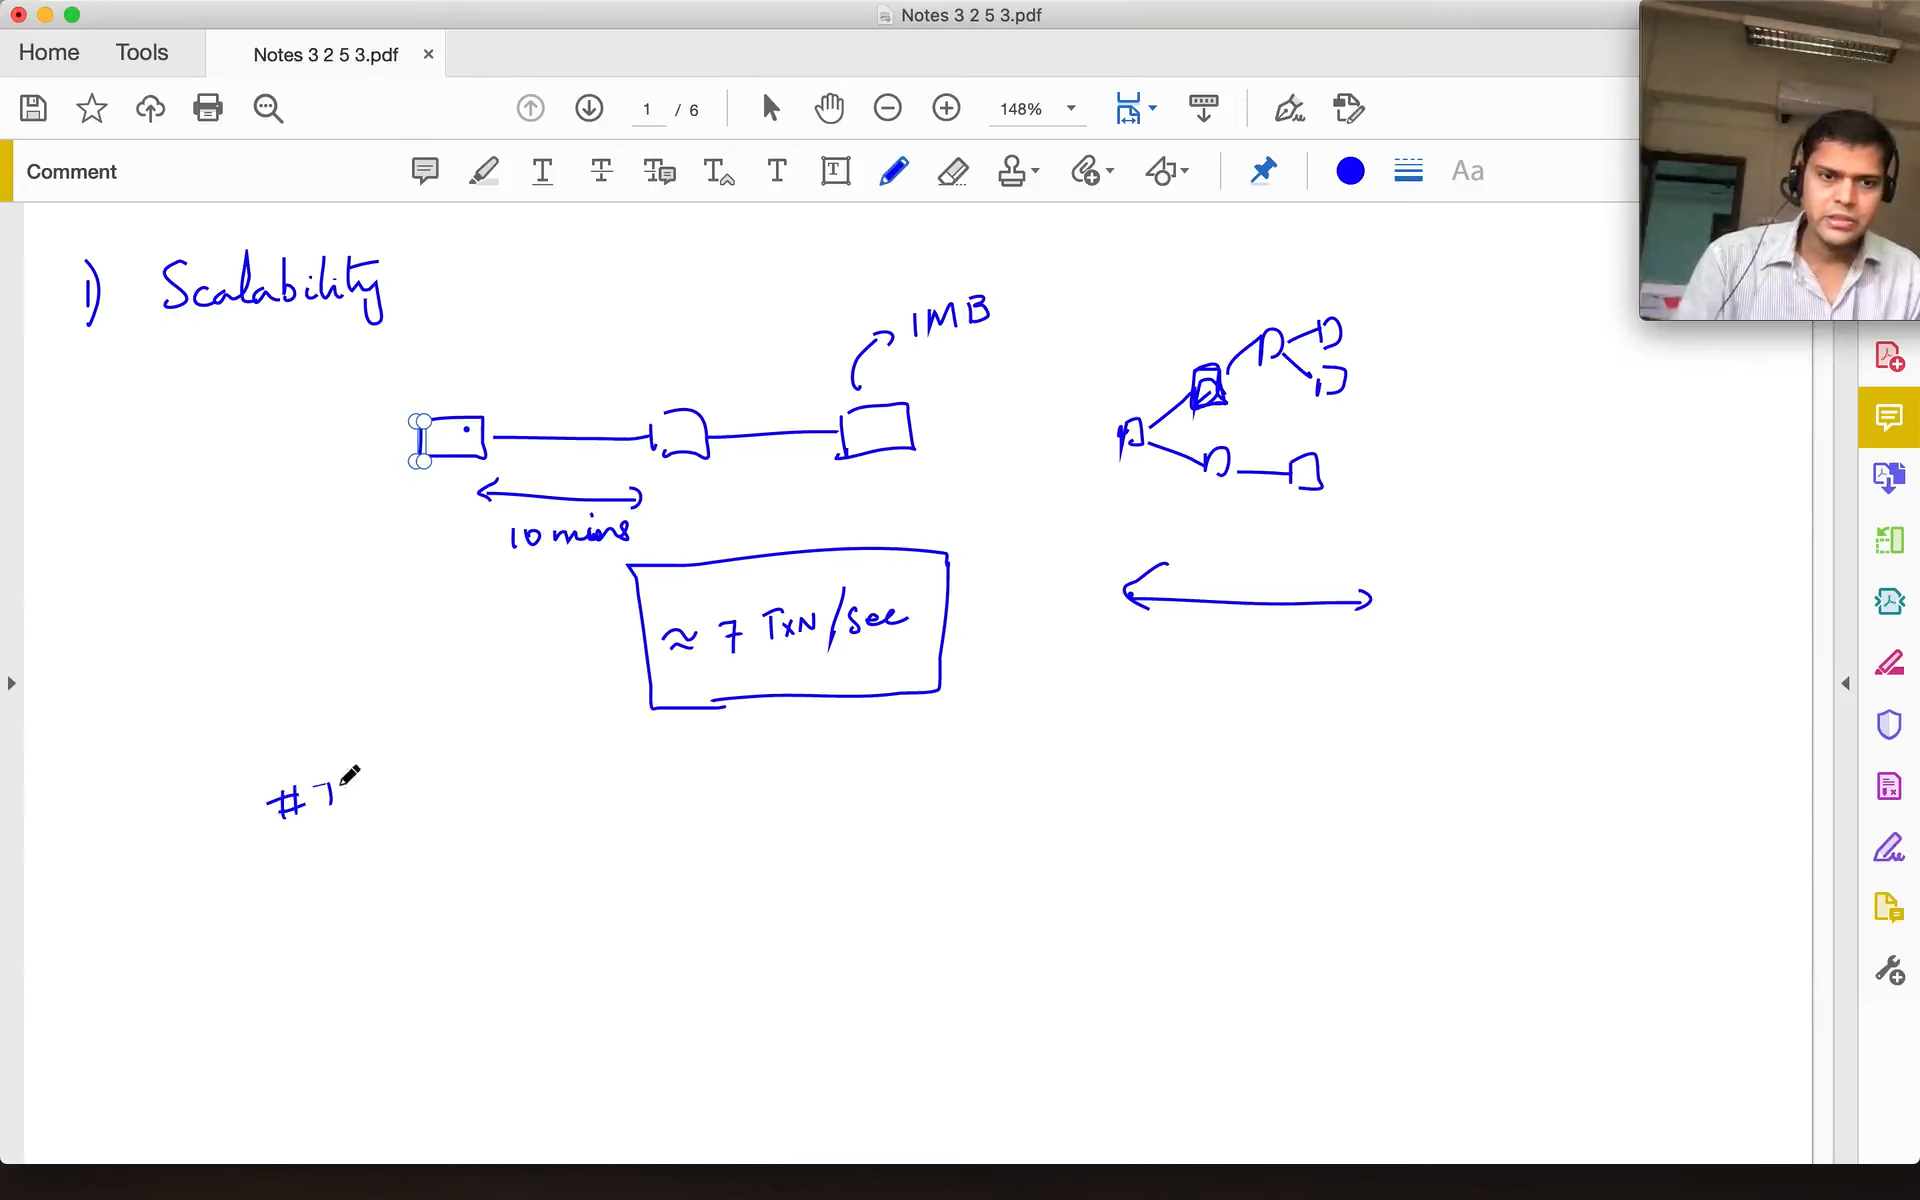 Notes 3 2 5 3.pdf
Home Tools Notes 3 2 5 3.pdf ×
1 / 6 148%
Comment T T T T T T Aa
1) Scalability
1MB
10 mins
≈ 7 TXN/Sec
#7